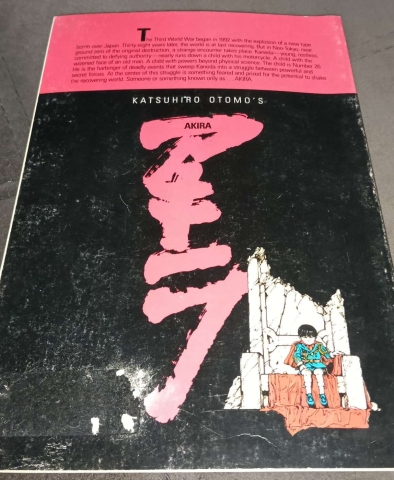 The Third World War began in 1992 with the explosion of a new type
bomb over Japan. Thirty-eight years later, the world is at last recovering. But in Neo-Tokyo, near
ground zero of the original destruction, a strange encounter takes place. Kaneda—young, restless,
committed to defying authority—nearly runs down a child with his motorcycle. A child with the
wizened face of an old man. A child with powers beyond physical science. The child is Number 26.
He is the harbinger of deadly events that sweep Kaneda into a struggle between powerful and
secret forces. At the center of this struggle is something feared and prized for the potential to shake
the recovering world. Someone or something known only as . . . AKIRA.
KATSUHIRO OTOMO'S
AKIRA
アキラ